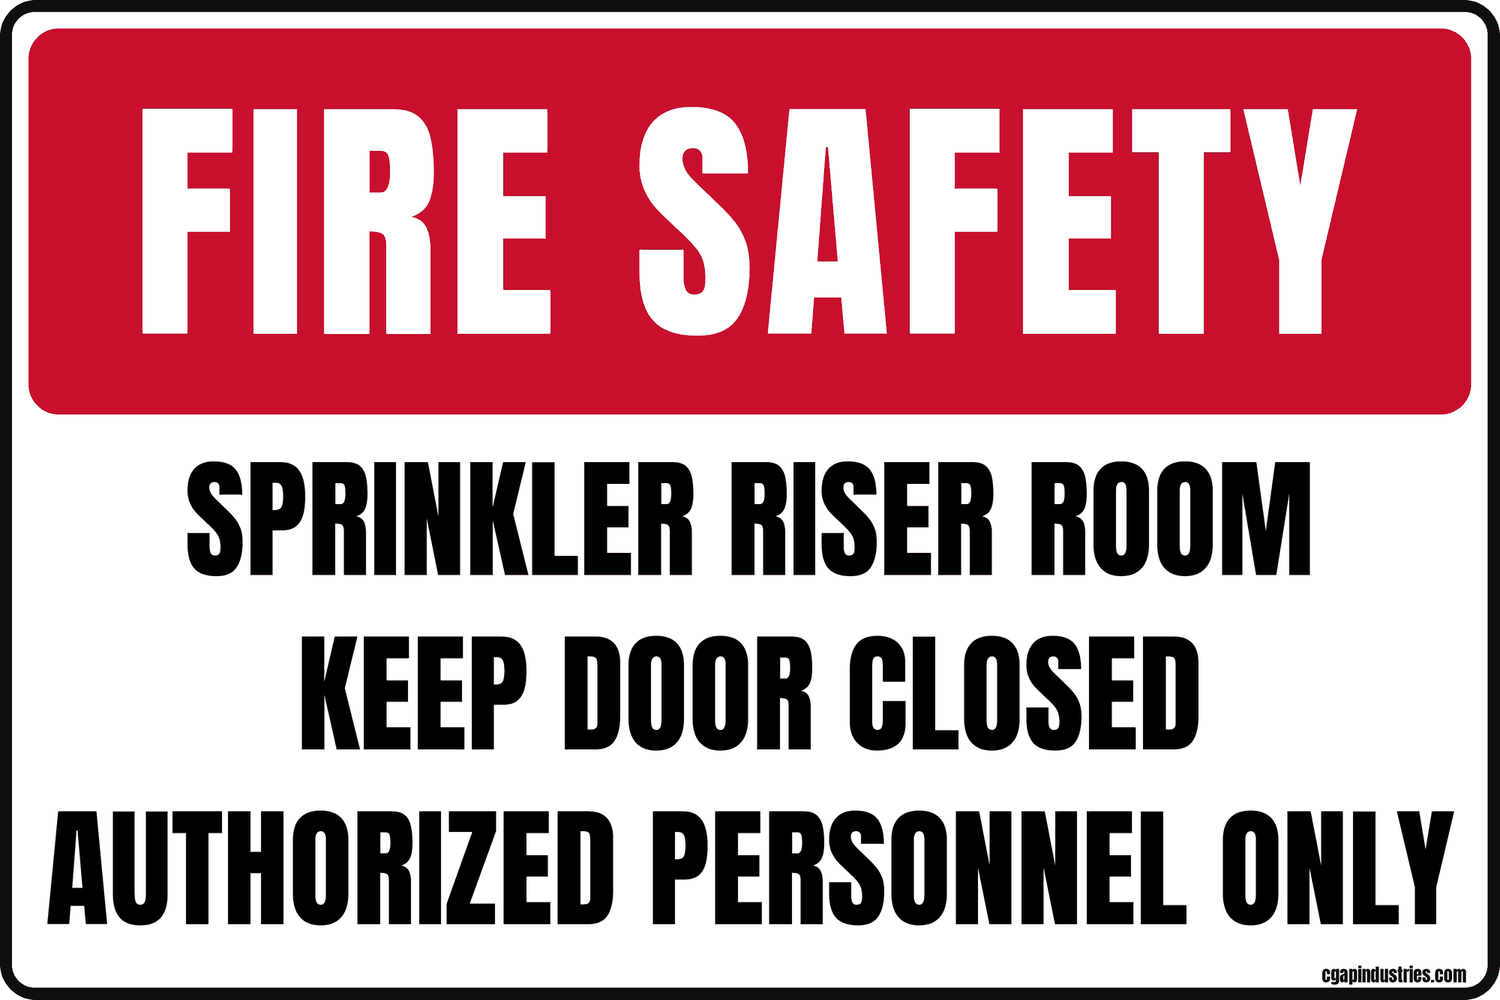 FIRE SAFETY
SPRINKLER RISER ROOM
KEEP DOOR CLOSED
AUTHORIZED PERSONNEL ONLY
cgapindustries.com